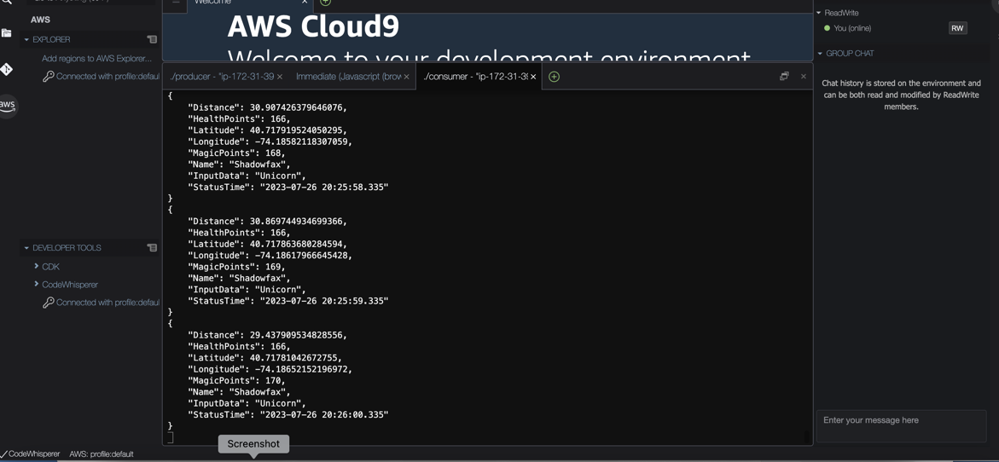 AWS
EXPLORER
Add regions to AWS Explorer...
Connected with profile:defaul
DEVELOPER TOOLS
CDK
CodeWhisperer
Connected with profile:defaul
Welcome
AWS Cloud9
Welcome to your development environment
./producer - "ip-172-31-39 × Immediate (Javascript (brow × ./consumer - "ip-172-31-39 ×
{
"Distance": 30.907426379646076,
"HealthPoints": 166,
"Latitude": 40.717919524050295,
"Longitude": -74.18582118307059,
"MagicPoints": 168,
"Name": "Shadowfax",
"InputData": "Unicorn",
"StatusTime": "2023-07-26 20:25:58.335"
}
{
"Distance": 30.869744934699366,
"HealthPoints": 166,
"Latitude": 40.717863680284594,
"Longitude": -74.18617966645428,
"MagicPoints": 169,
"Name": "Shadowfax",
"InputData": "Unicorn",
"StatusTime": "2023-07-26 20:25:59.335"
}
{
"Distance": 29.437909534828556,
"HealthPoints": 166,
"Latitude": 40.71781042672755,
"Longitude": -74.18652152196972,
"MagicPoints": 170,
"Name": "Shadowfax",
"InputData": "Unicorn",
"StatusTime": "2023-07-26 20:26:00.335"
}
ReadWrite
You (online) RW
GROUP CHAT
Chat history is stored on the environment and
can be both read and modified by ReadWrite
members.
Enter your message here
Screenshot
CodeWhisperer AWS: profile:default
aws